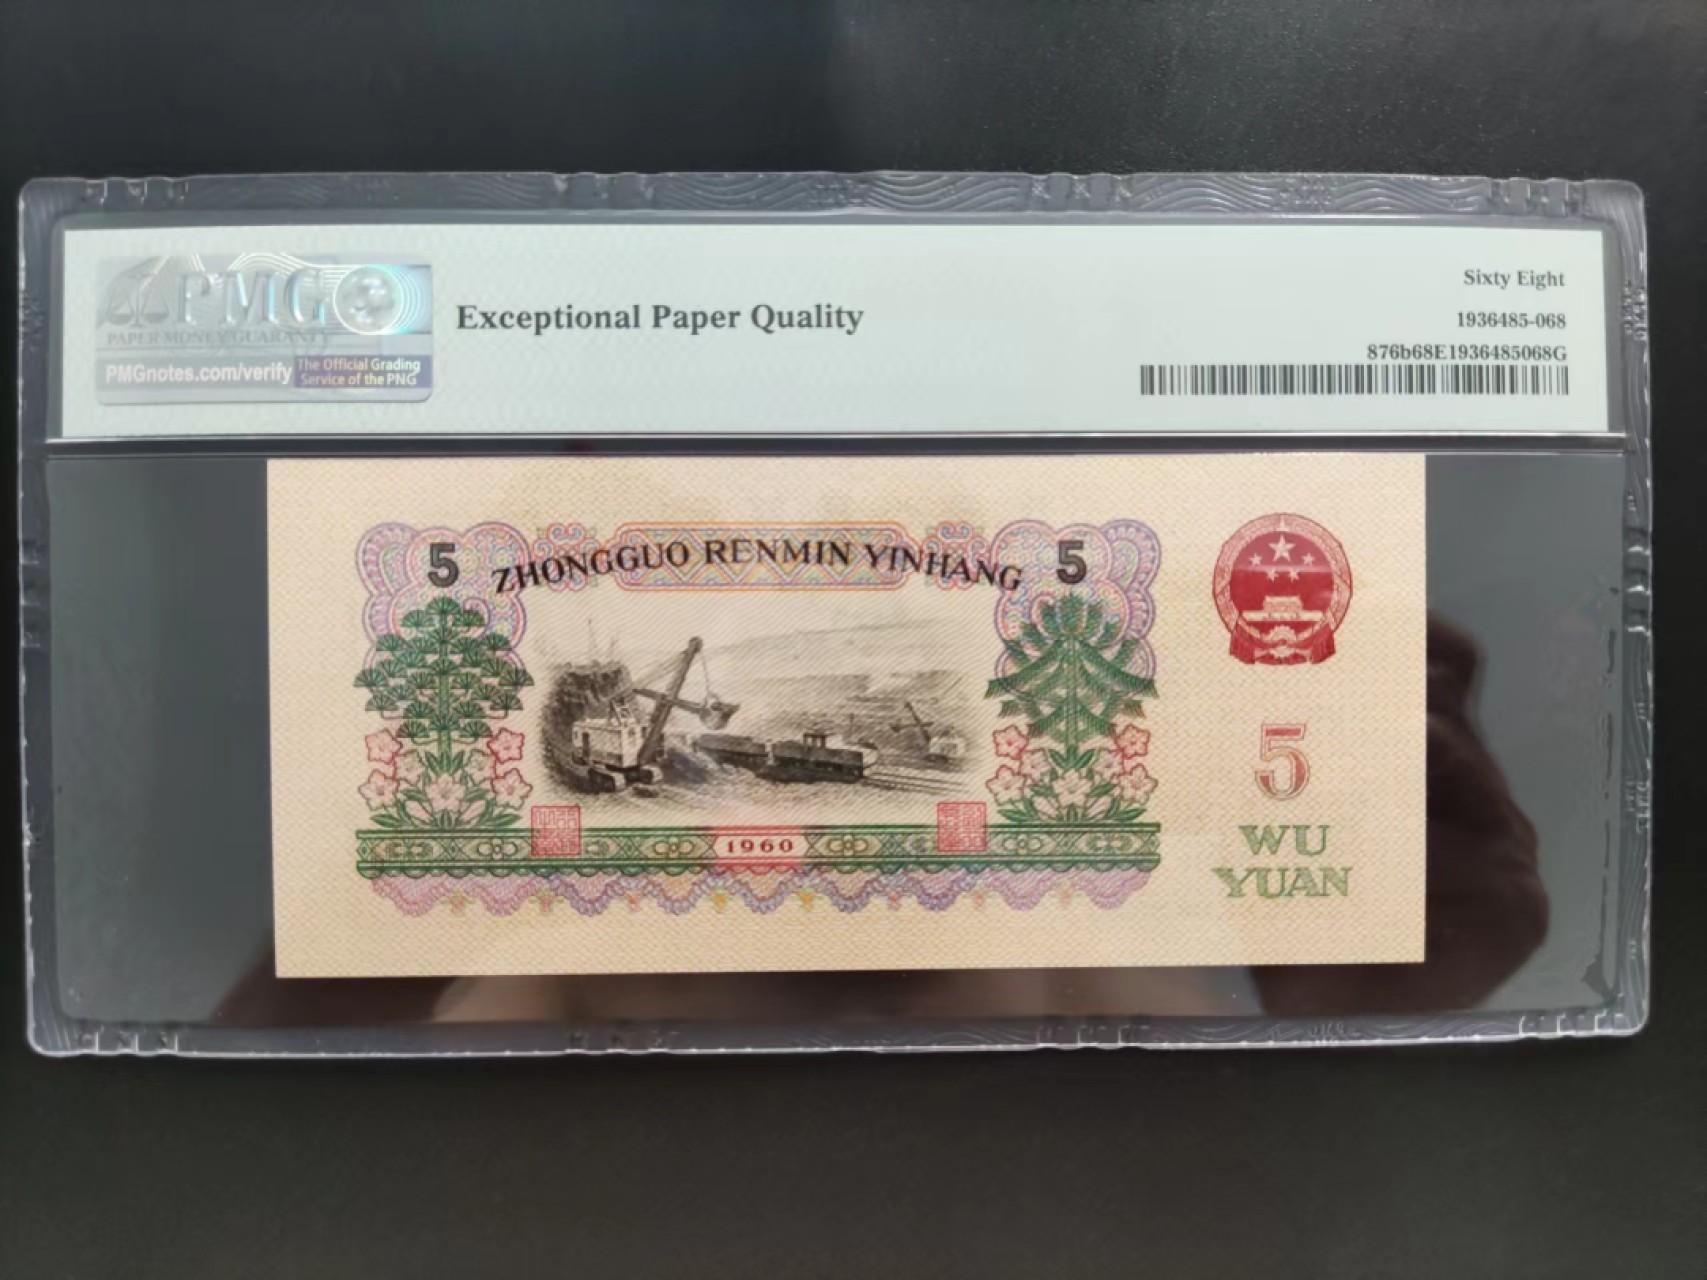 PMG
PAPER MONEY GUARANTY
PMGnotes.com/verify
The Official Grading
Service of the PNG
Exceptional Paper Quality
Sixty Eight
1936485-068
876b68E1936485068G
5 ZHONGGUO RENMIN YINHANG 5
1960
5
WU
YUAN